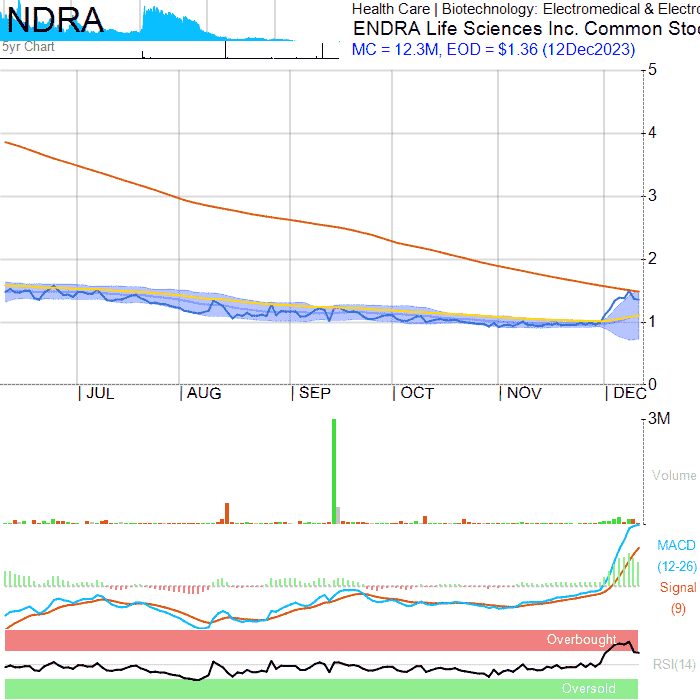 NDRA
5yr Chart
Health Care | Biotechnology: Electromedical & Electro
ENDRA Life Sciences Inc. Common Stoc
MC = 12.3M, EOD = $1.36 (12Dec2023)
5
4
3
2
1
0
JUL AUG SEP OCT NOV DEC
3M
Volume
MACD
(12-26)
Signal
(9)
Overbought
RSI(14)
Oversold